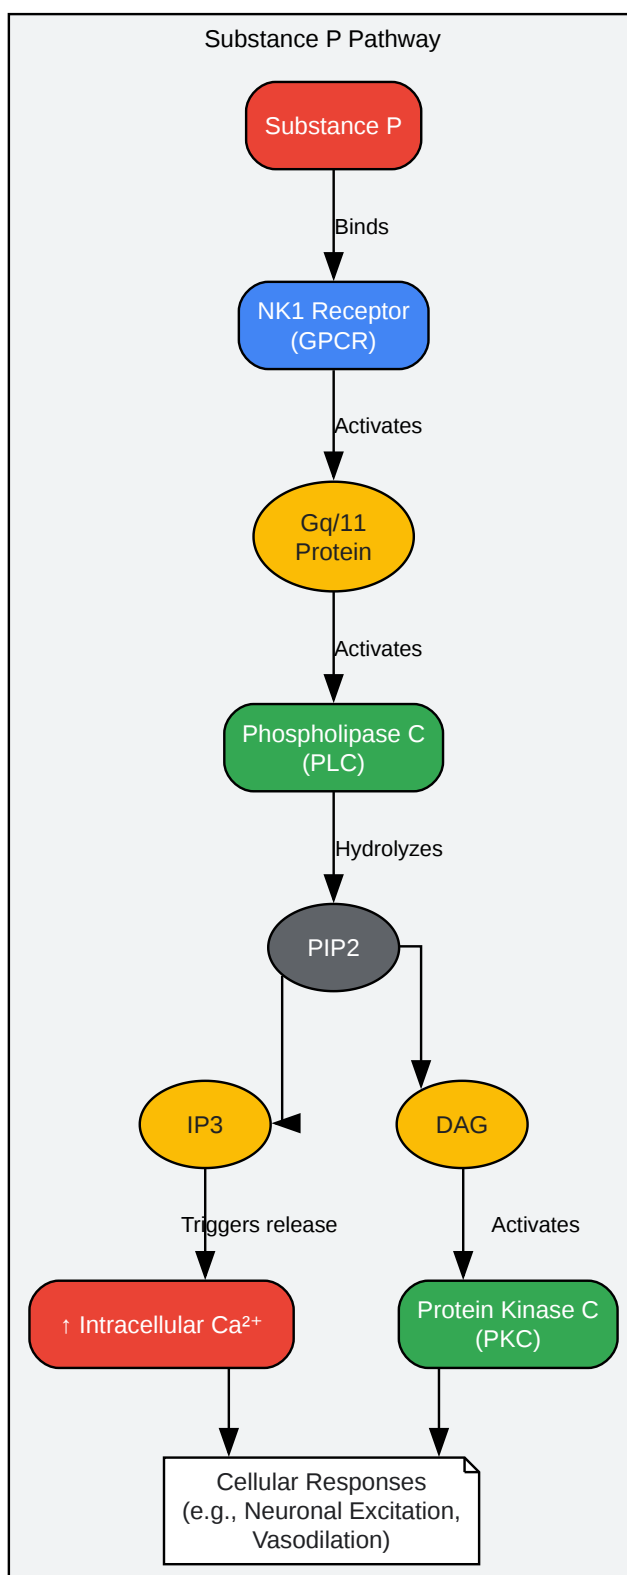 Substance P Pathway
Substance P
Binds
NK1 Receptor
(GPCR)
Activates
Gq/11
Protein
Activates
Phospholipase C
(PLC)
Hydrolyzes
PIP2
IP3
DAG
Triggers release
Activates
↑ Intracellular Ca²⁺
Protein Kinase C
(PKC)
Cellular Responses
(e.g., Neuronal Excitation,
Vasodilation)